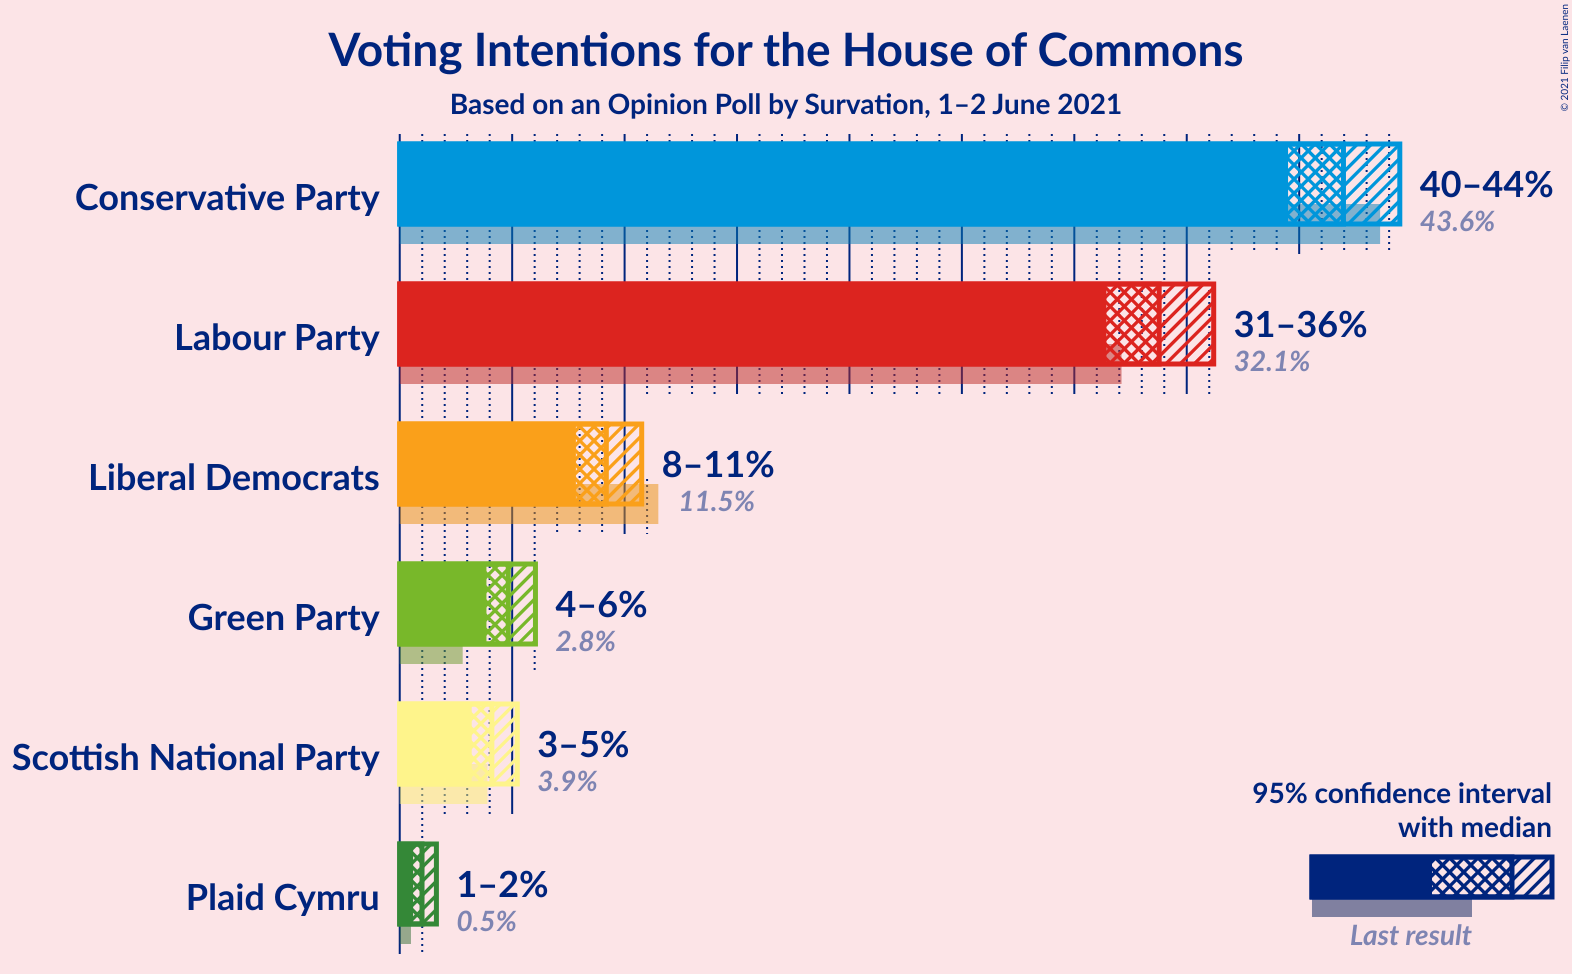 Voting Intentions for the House of Commons
Based on an Opinion Poll by Survation, 1–2 June 2021
© 2021 Filip van Laenen
Conservative Party
40–44%
43.6%
Labour Party
31–36%
32.1%
Liberal Democrats
8–11%
11.5%
Green Party
4–6%
2.8%
Scottish National Party
3–5%
3.9%
Plaid Cymru
1–2%
0.5%
95% confidence interval
with median
Last result